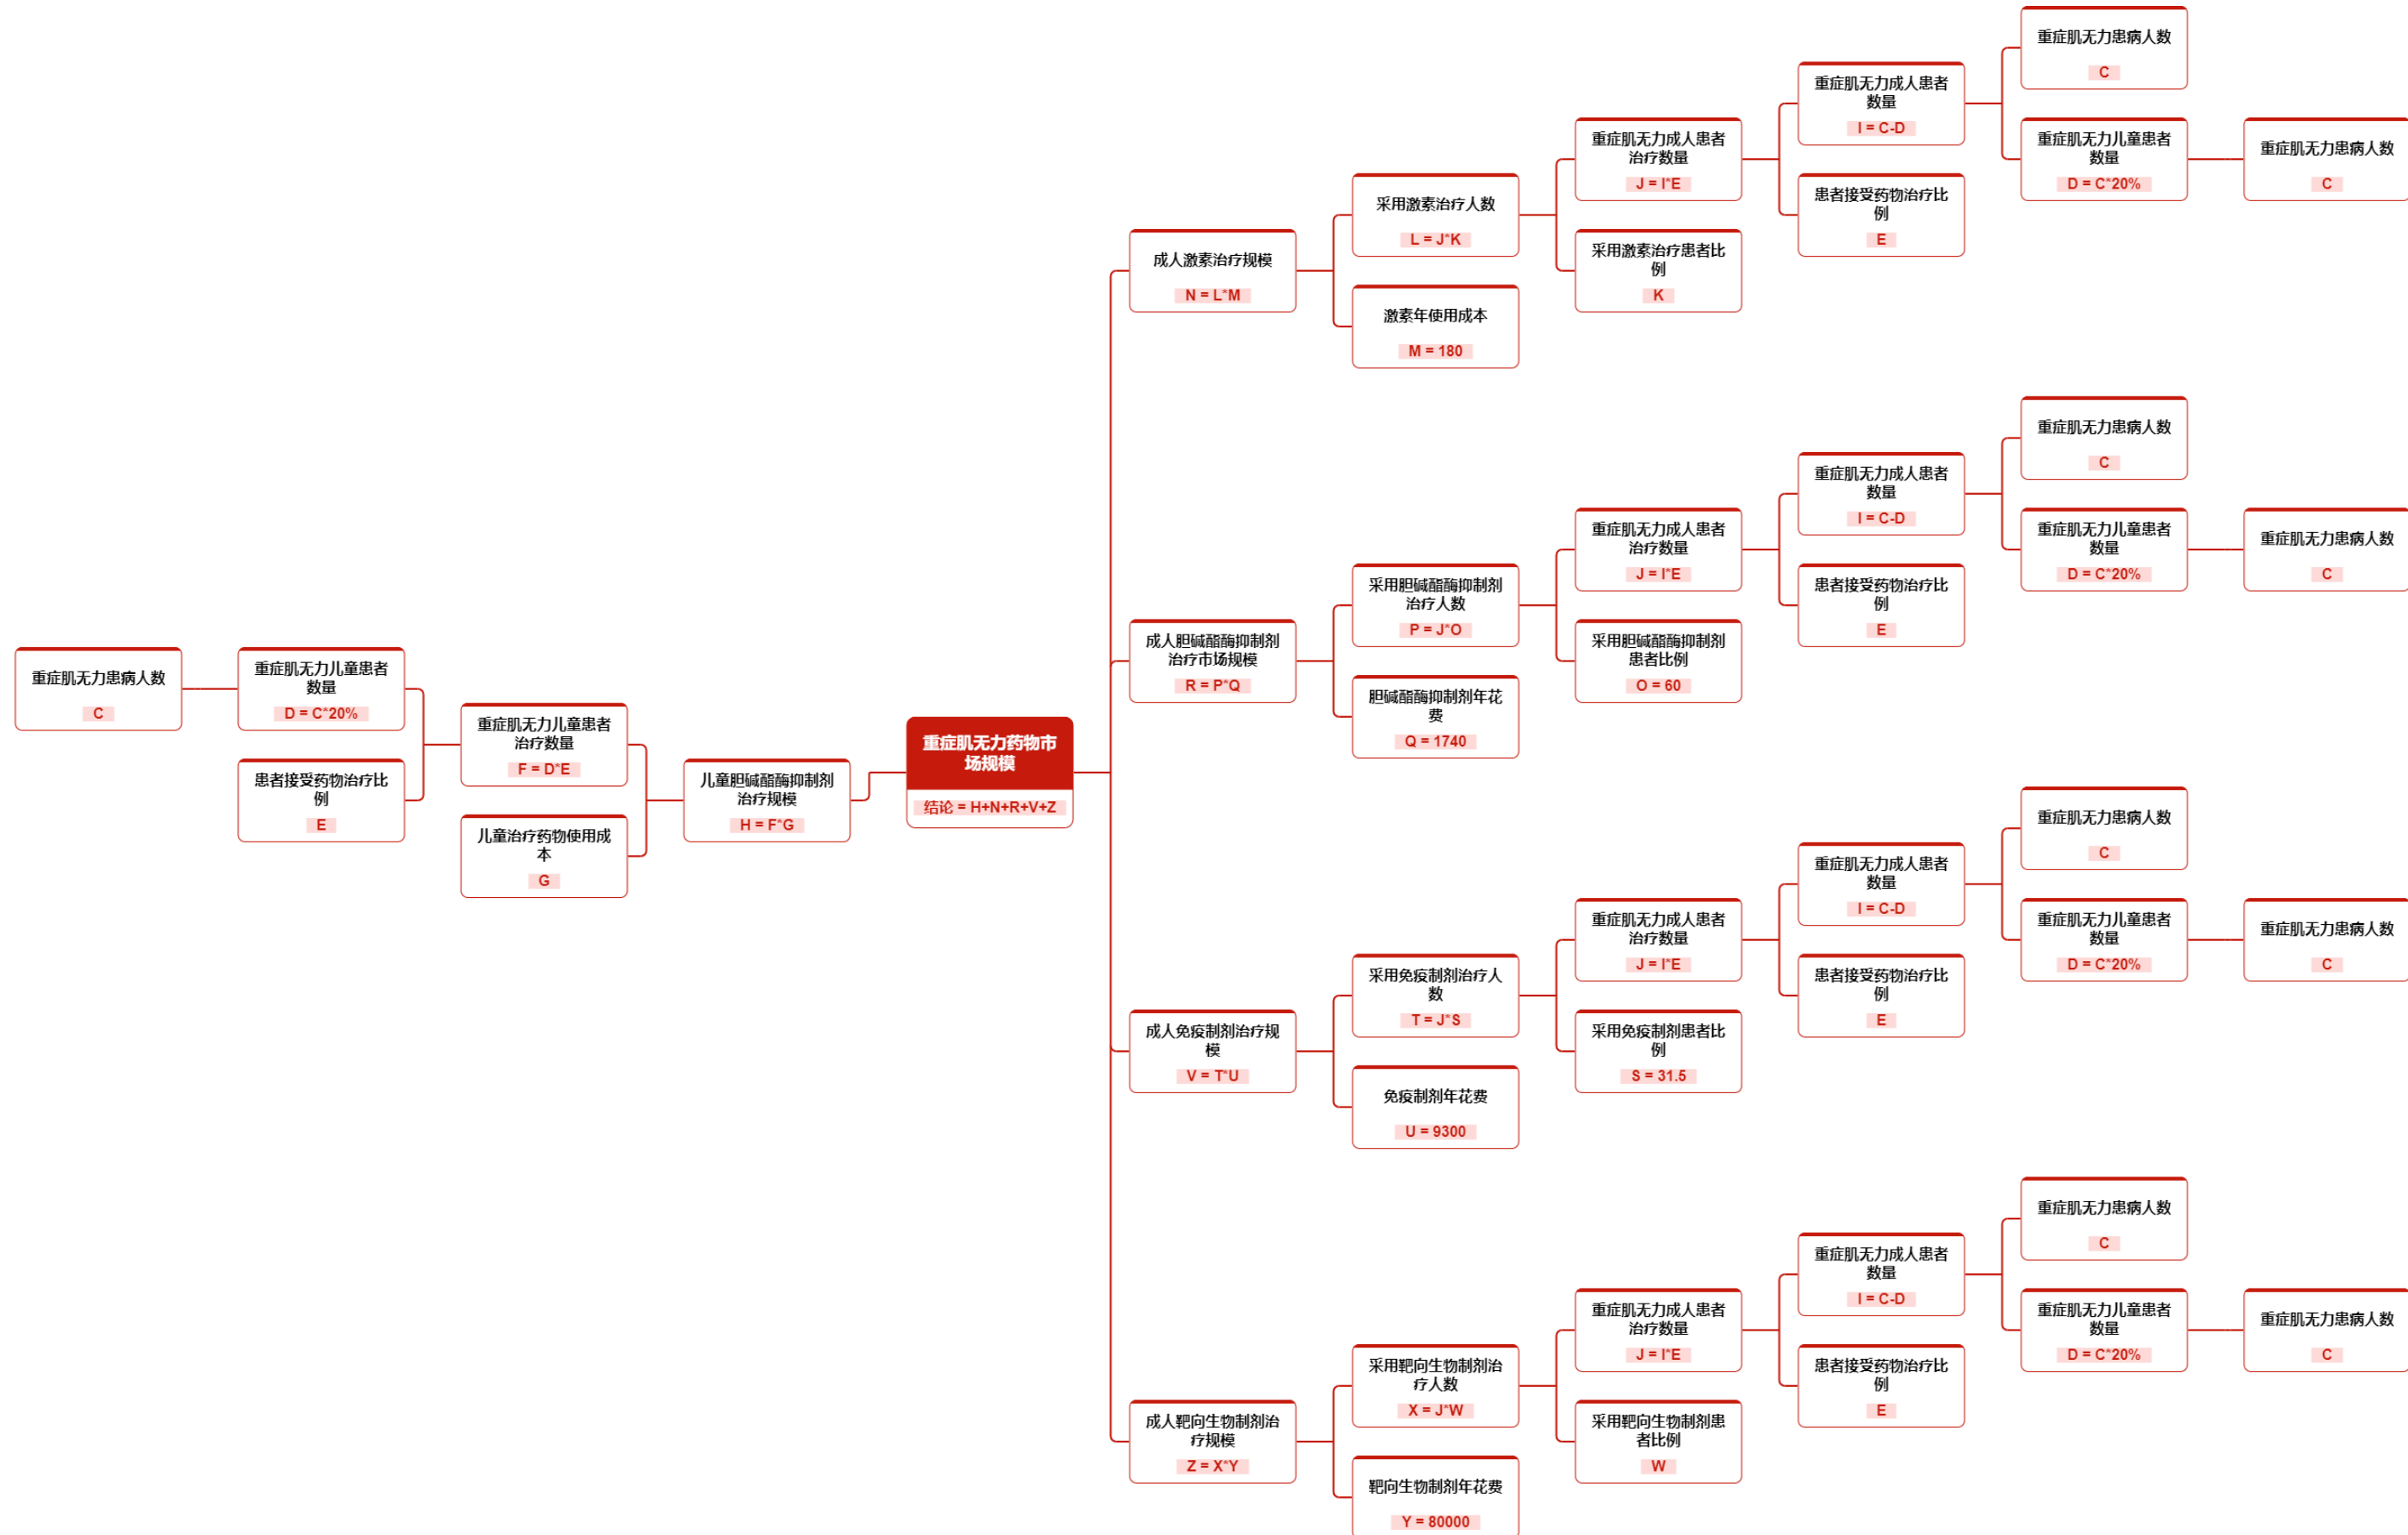 重症肌无力患病人数
C
重症肌无力儿童患者
数量
D = C*20%
患者接受药物治疗比
例
E
重症肌无力儿童患者
治疗数量
F = D*E
儿童治疗药物使用成
本
G
儿童胆碱酯酶抑制剂
治疗规模
H = F*G
重症肌无力药物市
场规模
结论 = H+N+R+V+Z
成人激素治疗规模
N = L*M
采用激素治疗人数
L = J*K
激素年使用成本
M = 180
重症肌无力成人患者
治疗数量
J = I*E
采用激素治疗患者比
例
K
重症肌无力成人患者
数量
I = C-D
患者接受药物治疗比
例
E
重症肌无力患病人数
C
重症肌无力儿童患者
数量
D = C*20%
重症肌无力患病人数
C
成人胆碱酯酶抑制剂
治疗市场规模
R = P*Q
采用胆碱酯酶抑制剂
治疗人数
P = J*O
胆碱酯酶抑制剂年花
费
Q = 1740
重症肌无力成人患者
治疗数量
J = I*E
采用胆碱酯酶抑制剂
患者比例
O = 60
重症肌无力成人患者
数量
I = C-D
患者接受药物治疗比
例
E
重症肌无力患病人数
C
重症肌无力儿童患者
数量
D = C*20%
重症肌无力患病人数
C
成人免疫制剂治疗规
模
V = T*U
采用免疫制剂治疗人
数
T = J*S
免疫制剂年花费
U = 9300
重症肌无力成人患者
治疗数量
J = I*E
采用免疫制剂患者比
例
S = 31.5
重症肌无力成人患者
数量
I = C-D
患者接受药物治疗比
例
E
重症肌无力患病人数
C
重症肌无力儿童患者
数量
D = C*20%
重症肌无力患病人数
C
成人靶向生物制剂治
疗规模
Z = X*Y
采用靶向生物制剂治
疗人数
X = J*W
靶向生物制剂年花费
Y = 80000
重症肌无力成人患者
治疗数量
J = I*E
采用靶向生物制剂患
者比例
W
重症肌无力成人患者
数量
I = C-D
患者接受药物治疗比
例
E
重症肌无力患病人数
C
重症肌无力儿童患者
数量
D = C*20%
重症肌无力患病人数
C